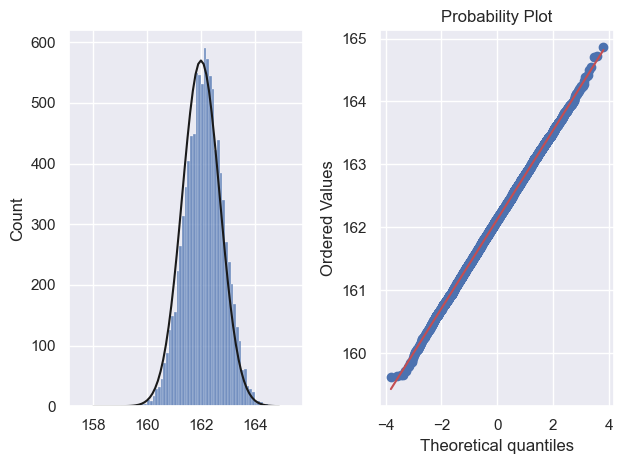 600
500
400
300
200
100
0
158 160 162 164
Count
Probability Plot
165
164
163
162
161
160
−4 −2 0 2 4
Ordered Values
Theoretical quantiles